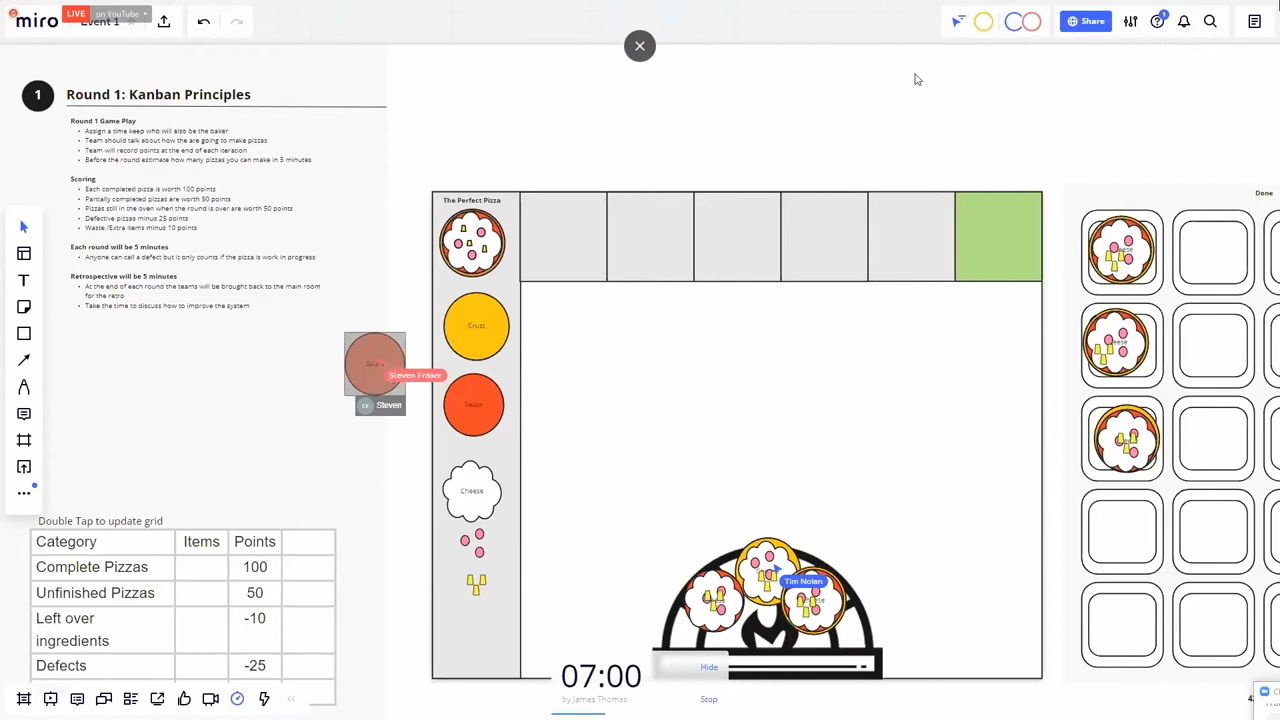 miro
LIVE
on YouTube
Event 1
Share
1
1
Round 1: Kanban Principles
Round 1 Game Play
Assign a time keep who will also be the baker
Team should talk about how the are going to make pizzas
Team will record points at the end of each iteration
Before the round estimate how many pizzas you can make in 5 minutes
Scoring
Each completed pizza is worth 100 points
Partially completed pizzas are worth 50 points
Pizzas still in the oven when the round is over are worth 50 points
Defective pizzas minus 25 points
Waste /Extra items minus 10 points
Each round will be 5 minutes
Anyone can call a defect but it only counts if the pizza is work in progress
Retrospective will be 5 minutes
At the end of each round the teams will be brought back to the main room
for the retro
Take the time to discuss how to improve the system
The Perfect Pizza
Crust
Sauce
Cheese
Sauce
Steven Fraser
SF Steven
Done
Tim Nolan
Double Tap to update grid
Category Items Points
Complete Pizzas 100
Unfinished Pizzas 50
Left over
ingredients -10
Defects -25
07:00
by James Thomas
Hide
Stop